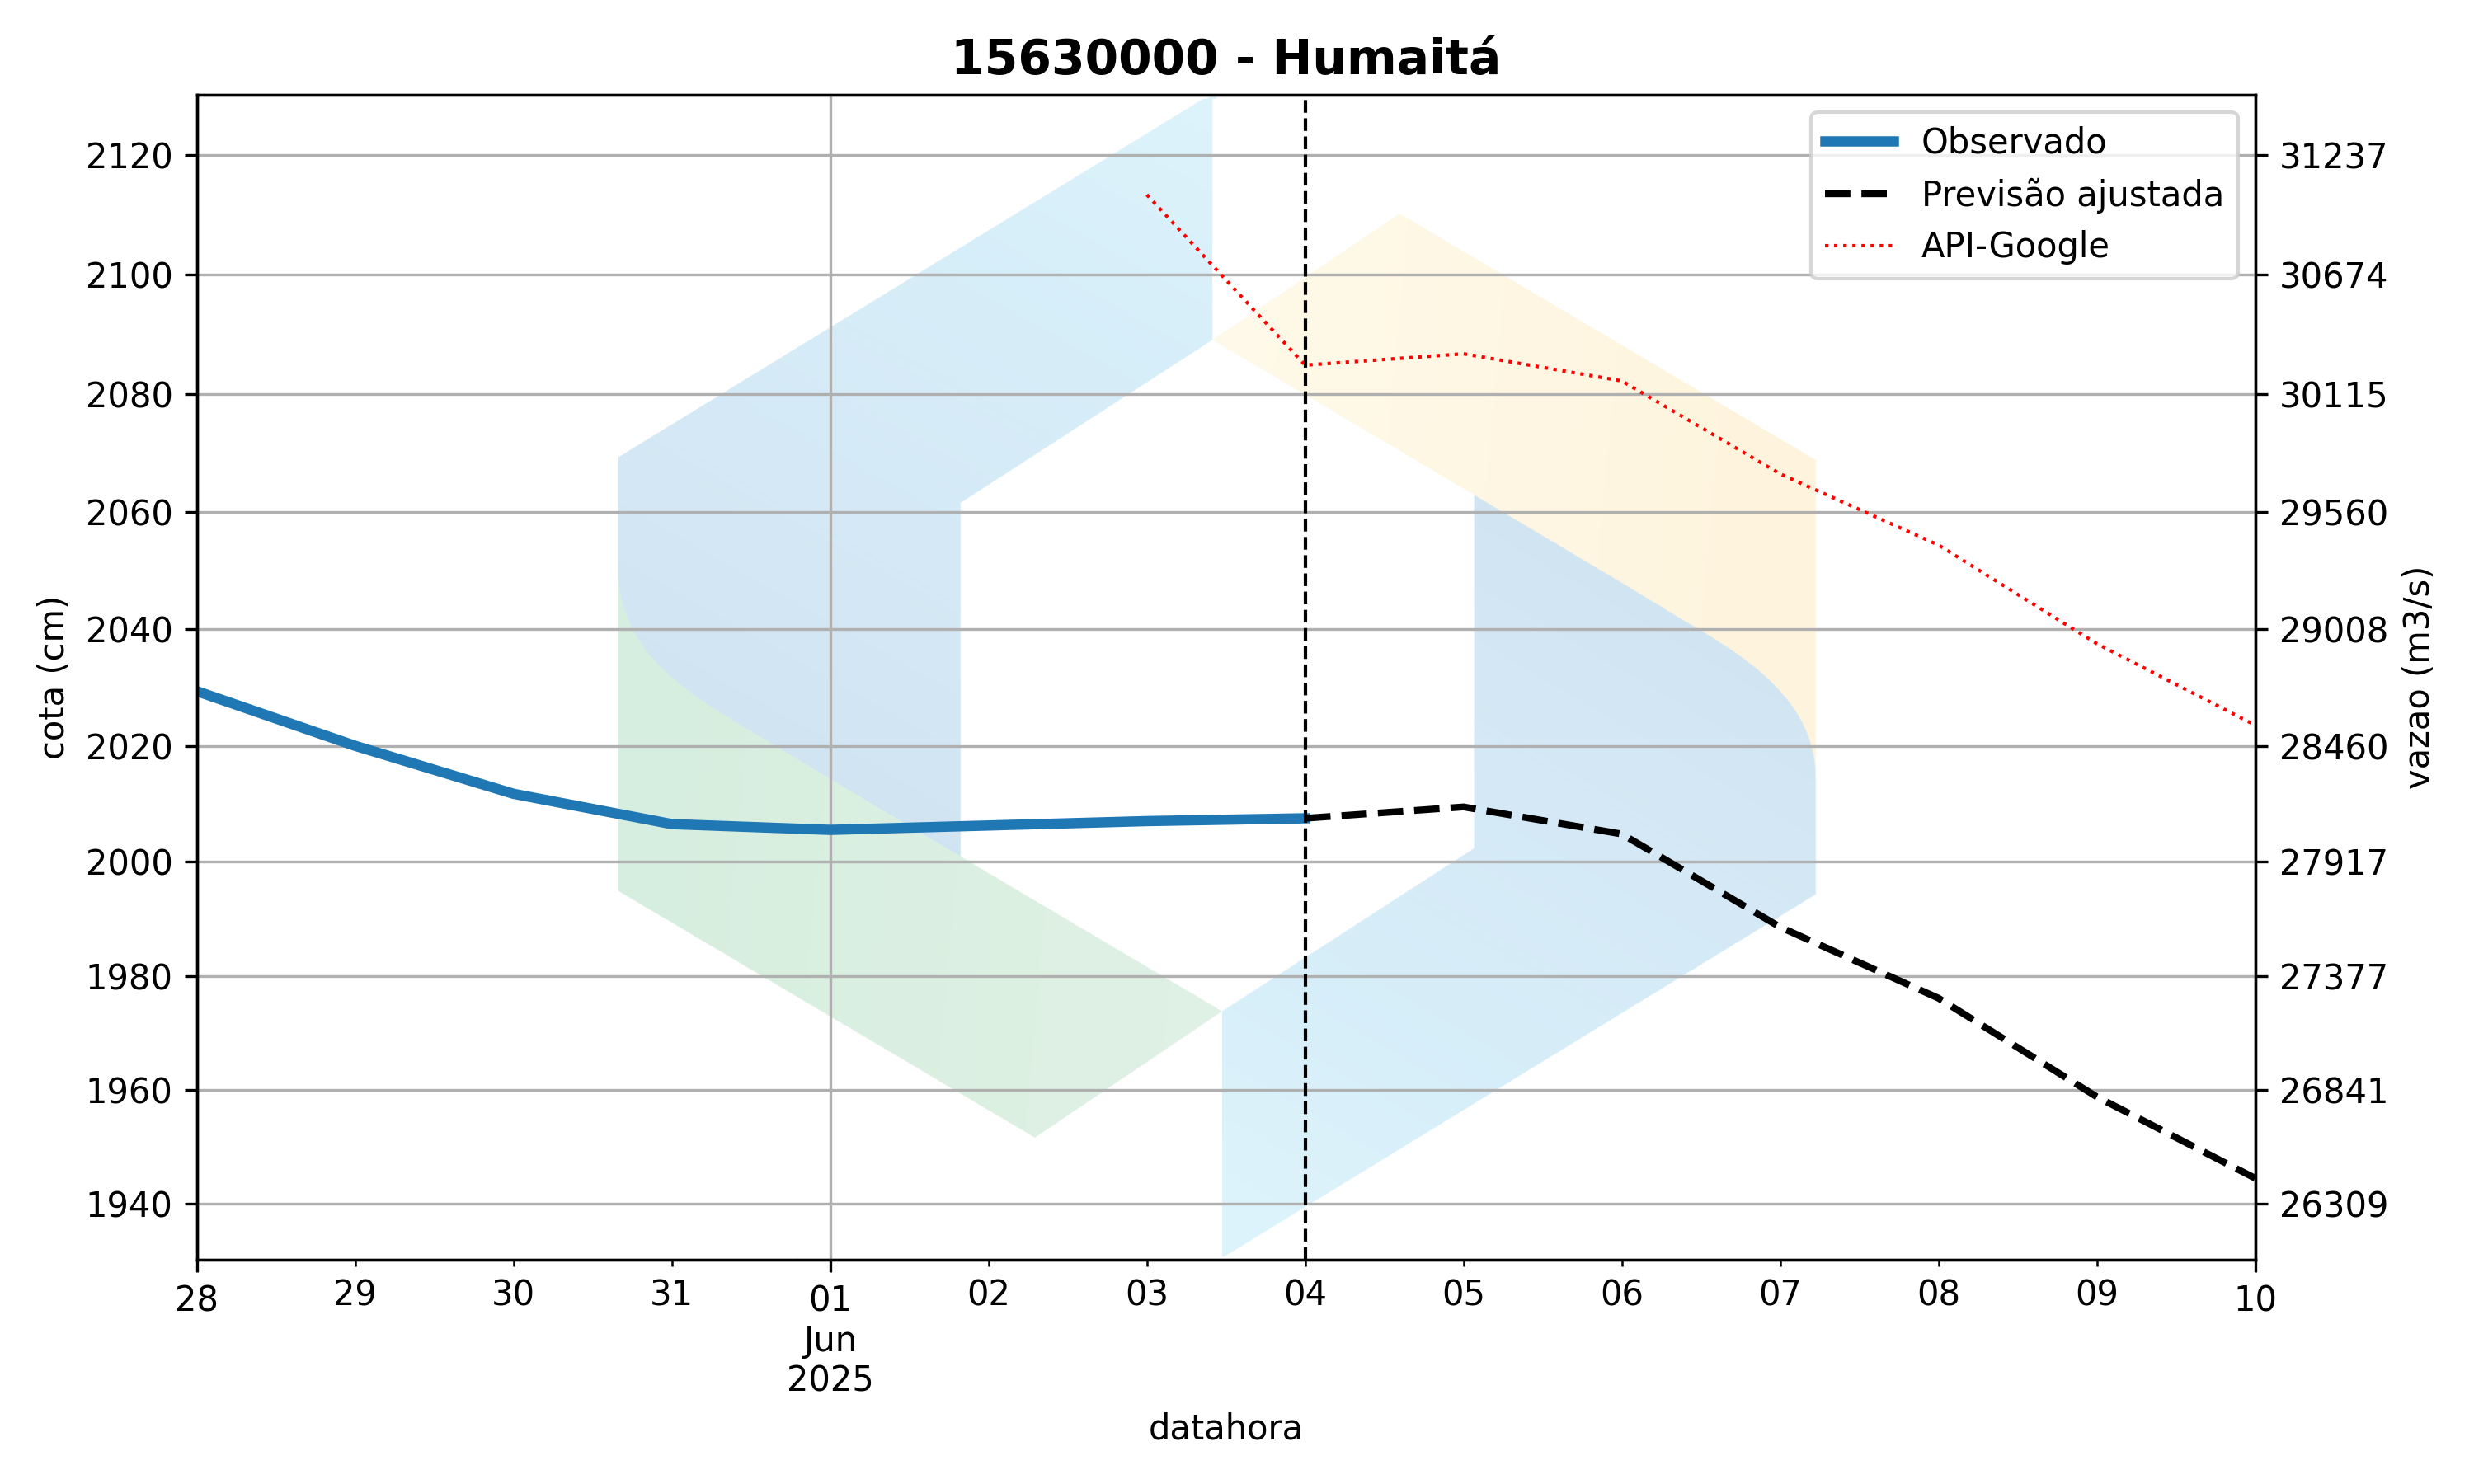 15630000 - Humaitá
Observado
Previsão ajustada
API-Google
cota (cm)
2120
2100
2080
2060
2040
2020
2000
1980
1960
1940
31237
30674
30115
29560
29008
28460
27917
27377
26841
26309
vazao (m3/s)
28 29 30 31 01 02 03 04 05 06 07 08 09 10
Jun
2025
datahora